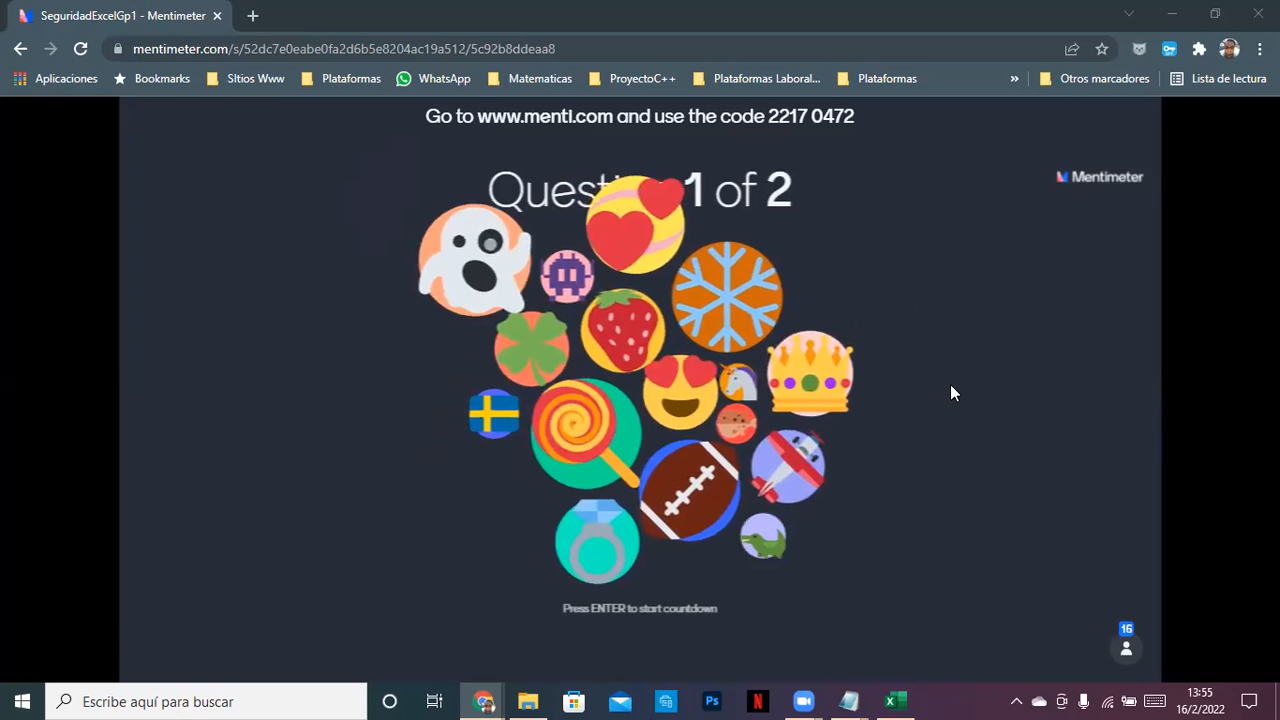 SeguridadExcelGp1 - Mentimeter
mentimeter.com/s/52dc7e0eabe0fa2d6b5e8204ac19a512/5c92b8ddeaa8
Aplicaciones Bookmarks SItios Www Plataformas WhatsApp Matematicas ProyectoC++ Plataformas Laboral... Plataformas » Otros marcadores Lista de lectura
Go to www.menti.com and use the code 2217 0472
Mentimeter
1 of 2
Press ENTER to start countdown
16
Escribe aquí para buscar
Ps
N
13:55
16/2/2022